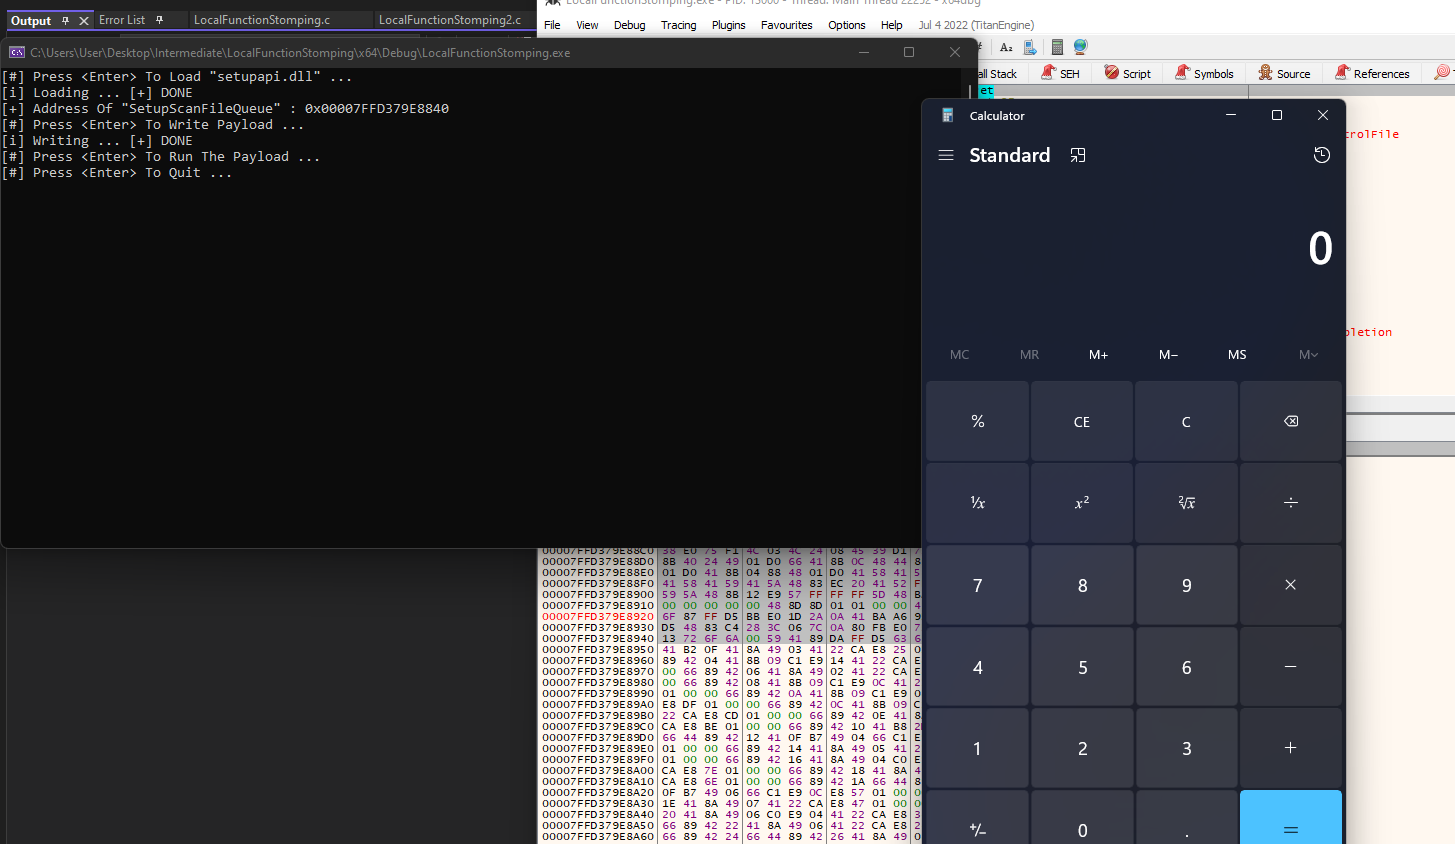 Output
Error List
LocalFunctionStomping.c
LocalFunctionStomping2.c
File View Debug Tracing Plugins Favourites Options Help Jul 4 2022 (TitanEngine)
C:\Users\User\Desktop\Intermediate\LocalFunctionStomping\x64\Debug\LocalFunctionStomping.exe
[#] Press <Enter> To Load "setupapi.dll" ...
[i] Loading ... [+] DONE
[+] Address Of "SetupScanFileQueue" : 0x00007FFD379E8840
[#] Press <Enter> To Write Payload ...
[i] Writing ... [+] DONE
[#] Press <Enter> To Run The Payload ...
[#] Press <Enter> To Quit ...
all Stack SEH Script Symbols Source References
et
trolFile
pletion
Calculator
Standard
0
MC MR M+ M− MS M
% CE C
⅟x x² ²√x ÷
7 8 9 ×
4 5 6 −
1 2 3 +
+/− 0 . =
00007FFD379E88C0 38 E0 75 F1 4C 03 4C 24 08 45 39 D1
00007FFD379E88D0 8B 40 24 49 01 D0 66 41 8B 0C 48 44
00007FFD379E88E0 01 D0 41 8B 04 88 48 01 D0 41 58 41
00007FFD379E88F0 41 58 41 59 41 5A 48 83 EC 20 41 52
00007FFD379E8900 59 5A 48 8B 12 E9 57 FF FF FF 5D 48
00007FFD379E8910 00 00 00 00 00 48 8D 8D 01 01 00 00
00007FFD379E8920 6F 87 FF D5 BB E0 1D 2A 0A 41 BA A6
00007FFD379E8930 D5 48 83 C4 28 3C 06 7C 0A 80 FB E0
00007FFD379E8940 13 72 6F 6A 00 59 41 89 DA FF D5 63
00007FFD379E8950 41 B2 0F 41 8A 49 03 41 22 CA E8 25
00007FFD379E8960 89 42 04 41 8B 09 C1 E9 14 41 22 CA
00007FFD379E8970 00 66 89 42 06 41 8A 49 02 41 22 CA
00007FFD379E8980 00 66 89 42 08 41 8B 09 C1 E9 0C 41
00007FFD379E8990 01 00 00 66 89 42 0A 41 8B 09 C1 E9
00007FFD379E89A0 E8 DF 01 00 00 66 89 42 0C 41 8B 09
00007FFD379E89B0 22 CA E8 CD 01 00 00 66 89 42 0E 41
00007FFD379E89C0 CA E8 BE 01 00 00 66 89 42 10 41 B8
00007FFD379E89D0 66 44 89 42 12 41 0F B7 49 04 66 C1
00007FFD379E89E0 01 00 00 66 89 42 14 41 8A 49 05 41
00007FFD379E89F0 01 00 00 66 89 42 16 41 8A 49 04 C0
00007FFD379E8A00 CA E8 7E 01 00 00 66 89 42 18 41 8A
00007FFD379E8A10 CA E8 6E 01 00 00 66 89 42 1A 66 44
00007FFD379E8A20 0F B7 49 06 66 C1 E9 0C E8 57 01 00
00007FFD379E8A30 1E 41 8A 49 07 41 22 CA E8 47 01 00
00007FFD379E8A40 20 41 8A 49 06 C0 E9 04 41 22 CA E8
00007FFD379E8A50 66 89 42 22 41 8A 49 06 41 22 CA E8
00007FFD379E8A60 66 89 42 24 66 44 89 42 26 41 8A 49